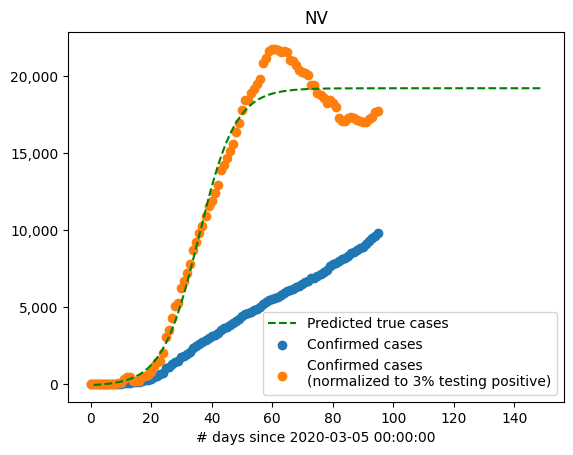 NV
20,000
15,000
10,000
5,000
0
Predicted true cases
Confirmed cases
Confirmed cases
(normalized to 3% testing positive)
0 20 40 60 80 100 120 140
# days since 2020-03-05 00:00:00